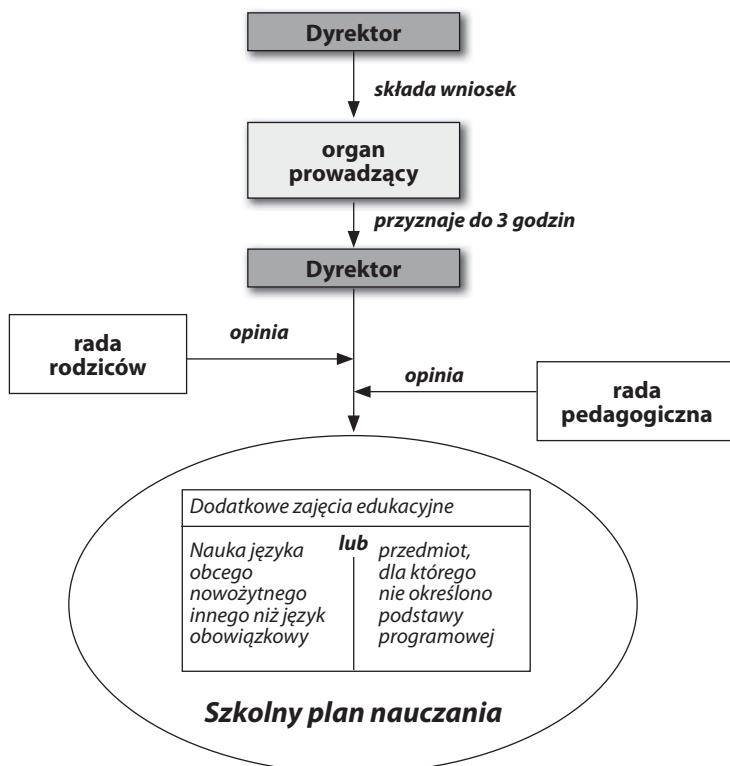 Dyrektor
składa wniosek
organ
prowadzący
przyznaje do 3 godzin
Dyrektor
rada
rodziców
opinia
opinia
rada
pedagogiczna
Dodatkowe zajęcia edukacyjne
Nauka języka
obcego
nowożytnego
innego niż język
obowiązkowy
lub
przedmiot,
dla którego
nie określono
podstawy
programowej
Szkolny plan nauczania